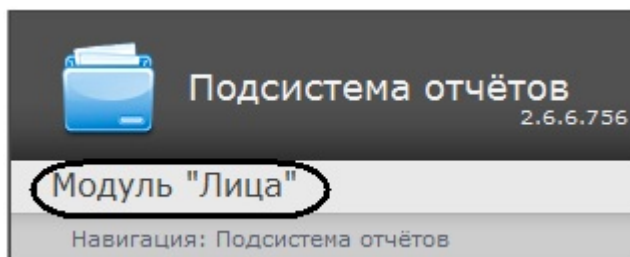 Подсистема отчётов
2.6.6.756
Модуль "Лица"
Навигация: Подсистема отчётов